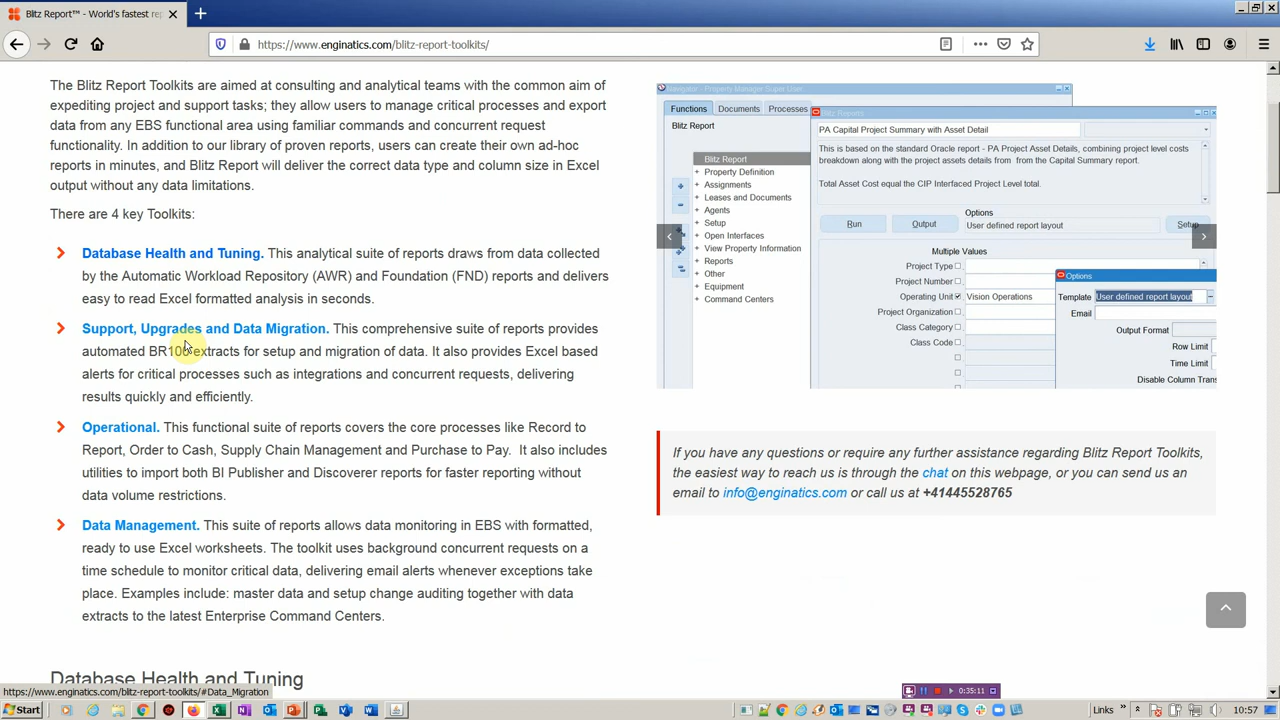 Blitz Report™ - World's fastest rep
https://www.enginatics.com/blitz-report-toolkits/
The Blitz Report Toolkits are aimed at consulting and analytical teams with the common aim of
expediting project and support tasks; they allow users to manage critical processes and export
data from any EBS functional area using familiar commands and concurrent request
functionality. In addition to our library of proven reports, users can create their own ad-hoc
reports in minutes, and Blitz Report will deliver the correct data type and column size in Excel
output without any data limitations.
There are 4 key Toolkits:
Database Health and Tuning. This analytical suite of reports draws from data collected
by the Automatic Workload Repository (AWR) and Foundation (FND) reports and delivers
easy to read Excel formatted analysis in seconds.
Support, Upgrades and Data Migration. This comprehensive suite of reports provides
automated BR100 extracts for setup and migration of data. It also provides Excel based
alerts for critical processes such as integrations and concurrent requests, delivering
results quickly and efficiently.
Operational. This functional suite of reports covers the core processes like Record to
Report, Order to Cash, Supply Chain Management and Purchase to Pay. It also includes
utilities to import both BI Publisher and Discoverer reports for faster reporting without
data volume restrictions.
Data Management. This suite of reports allows data monitoring in EBS with formatted,
ready to use Excel worksheets. The toolkit uses background concurrent requests on a
time schedule to monitor critical data, delivering email alerts whenever exceptions take
place. Examples include: master data and setup change auditing together with data
extracts to the latest Enterprise Command Centers.
Database Health and Tuning
Navigator - Property Manager Super User
Functions Documents Processes
Blitz Report
Blitz Report
+ Property Definition
+ Assignments
+ Leases and Documents
+ Agents
+ Setup
+ Open Interfaces
+ View Property Information
+ Reports
+ Other
+ Equipment
+ Command Centers
Blitz Reports
PA Capital Project Summary with Asset Detail
This is based on the standard Oracle report - PA Project Asset Details, combining project level costs
breakdown along with the project assets details from from the Capital Summary report.
Total Asset Cost equal the CIP Interfaced Project Level total.
Options
Run Output User defined report layout Setup
Multiple Values
Project Type
Project Number
Operating Unit Vision Operations
Project Organization
Class Category
Class Code
Options
Template User defined report layout
Email
Output Format
Row Limit
Time Limit
Disable Column Trans
If you have any questions or require any further assistance regarding Blitz Report Toolkits,
the easiest way to reach us is through the chat on this webpage, or you can send us an
email to info@enginatics.com or call us at +41445528765
https://www.enginatics.com/blitz-report-toolkits/#Data_Migration
0:35:11
Start
Links
10:57